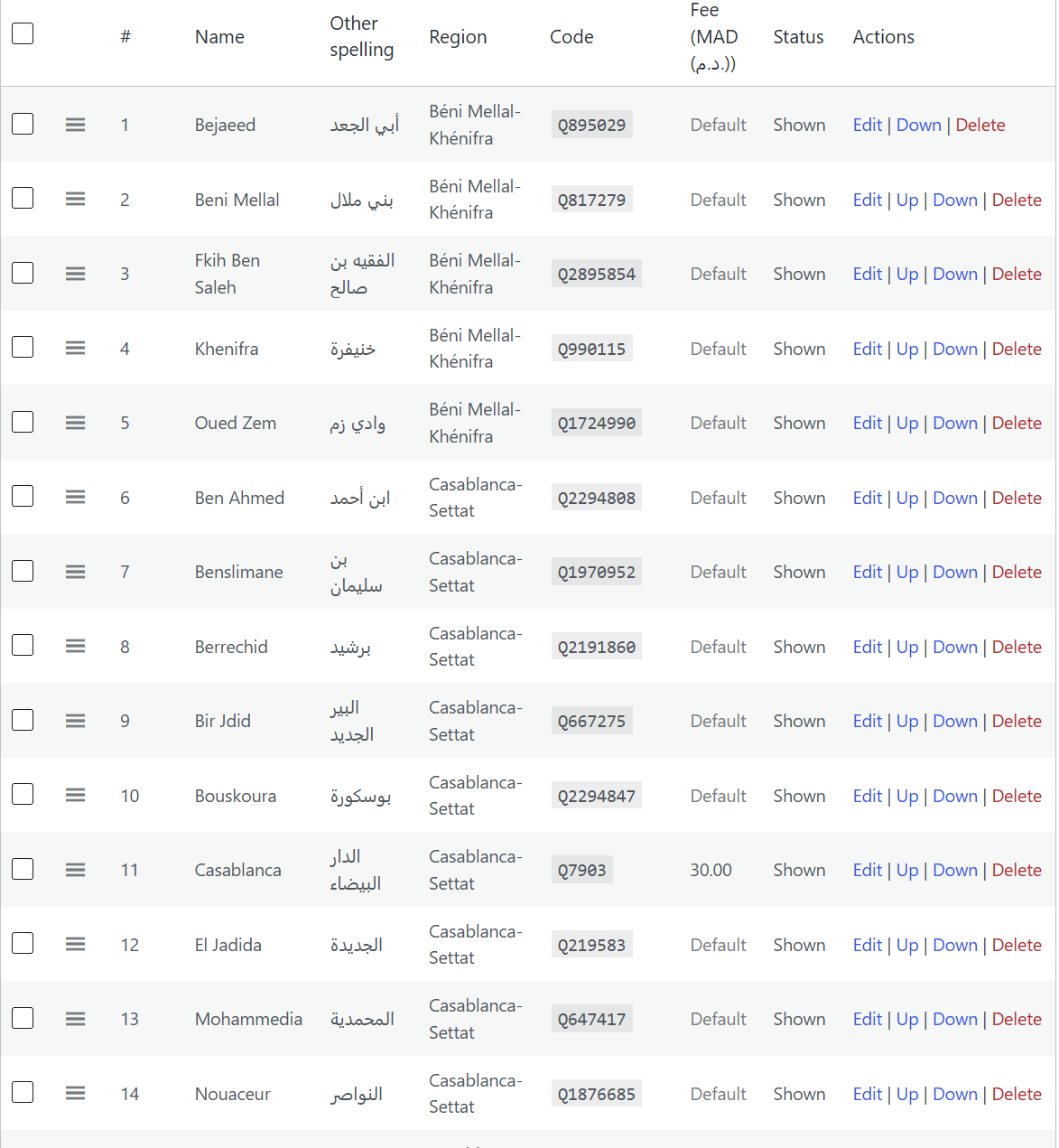 # Name Other spelling Region Code Fee (MAD (د.م.)) Status Actions
1 Bejaeed أبي الجعد Béni Mellal-Khénifra Q895029 Default Shown Edit | Down | Delete
2 Beni Mellal بني ملال Béni Mellal-Khénifra Q817279 Default Shown Edit | Up | Down | Delete
3 Fkih Ben Saleh الفقيه بن صالح Béni Mellal-Khénifra Q2895854 Default Shown Edit | Up | Down | Delete
4 Khenifra خنيفرة Béni Mellal-Khénifra Q990115 Default Shown Edit | Up | Down | Delete
5 Oued Zem وادي زم Béni Mellal-Khénifra Q1724990 Default Shown Edit | Up | Down | Delete
6 Ben Ahmed ابن أحمد Casablanca-Settat Q2294808 Default Shown Edit | Up | Down | Delete
7 Benslimane بن سليمان Casablanca-Settat Q1970952 Default Shown Edit | Up | Down | Delete
8 Berrechid برشيد Casablanca-Settat Q2191860 Default Shown Edit | Up | Down | Delete
9 Bir Jdid البير الجديد Casablanca-Settat Q667275 Default Shown Edit | Up | Down | Delete
10 Bouskoura بوسكورة Casablanca-Settat Q2294847 Default Shown Edit | Up | Down | Delete
11 Casablanca الدار البيضاء Casablanca-Settat Q7903 30.00 Shown Edit | Up | Down | Delete
12 El Jadida الجديدة Casablanca-Settat Q219583 Default Shown Edit | Up | Down | Delete
13 Mohammedia المحمدية Casablanca-Settat Q647417 Default Shown Edit | Up | Down | Delete
14 Nouaceur النواصر Casablanca-Settat Q1876685 Default Shown Edit | Up | Down | Delete